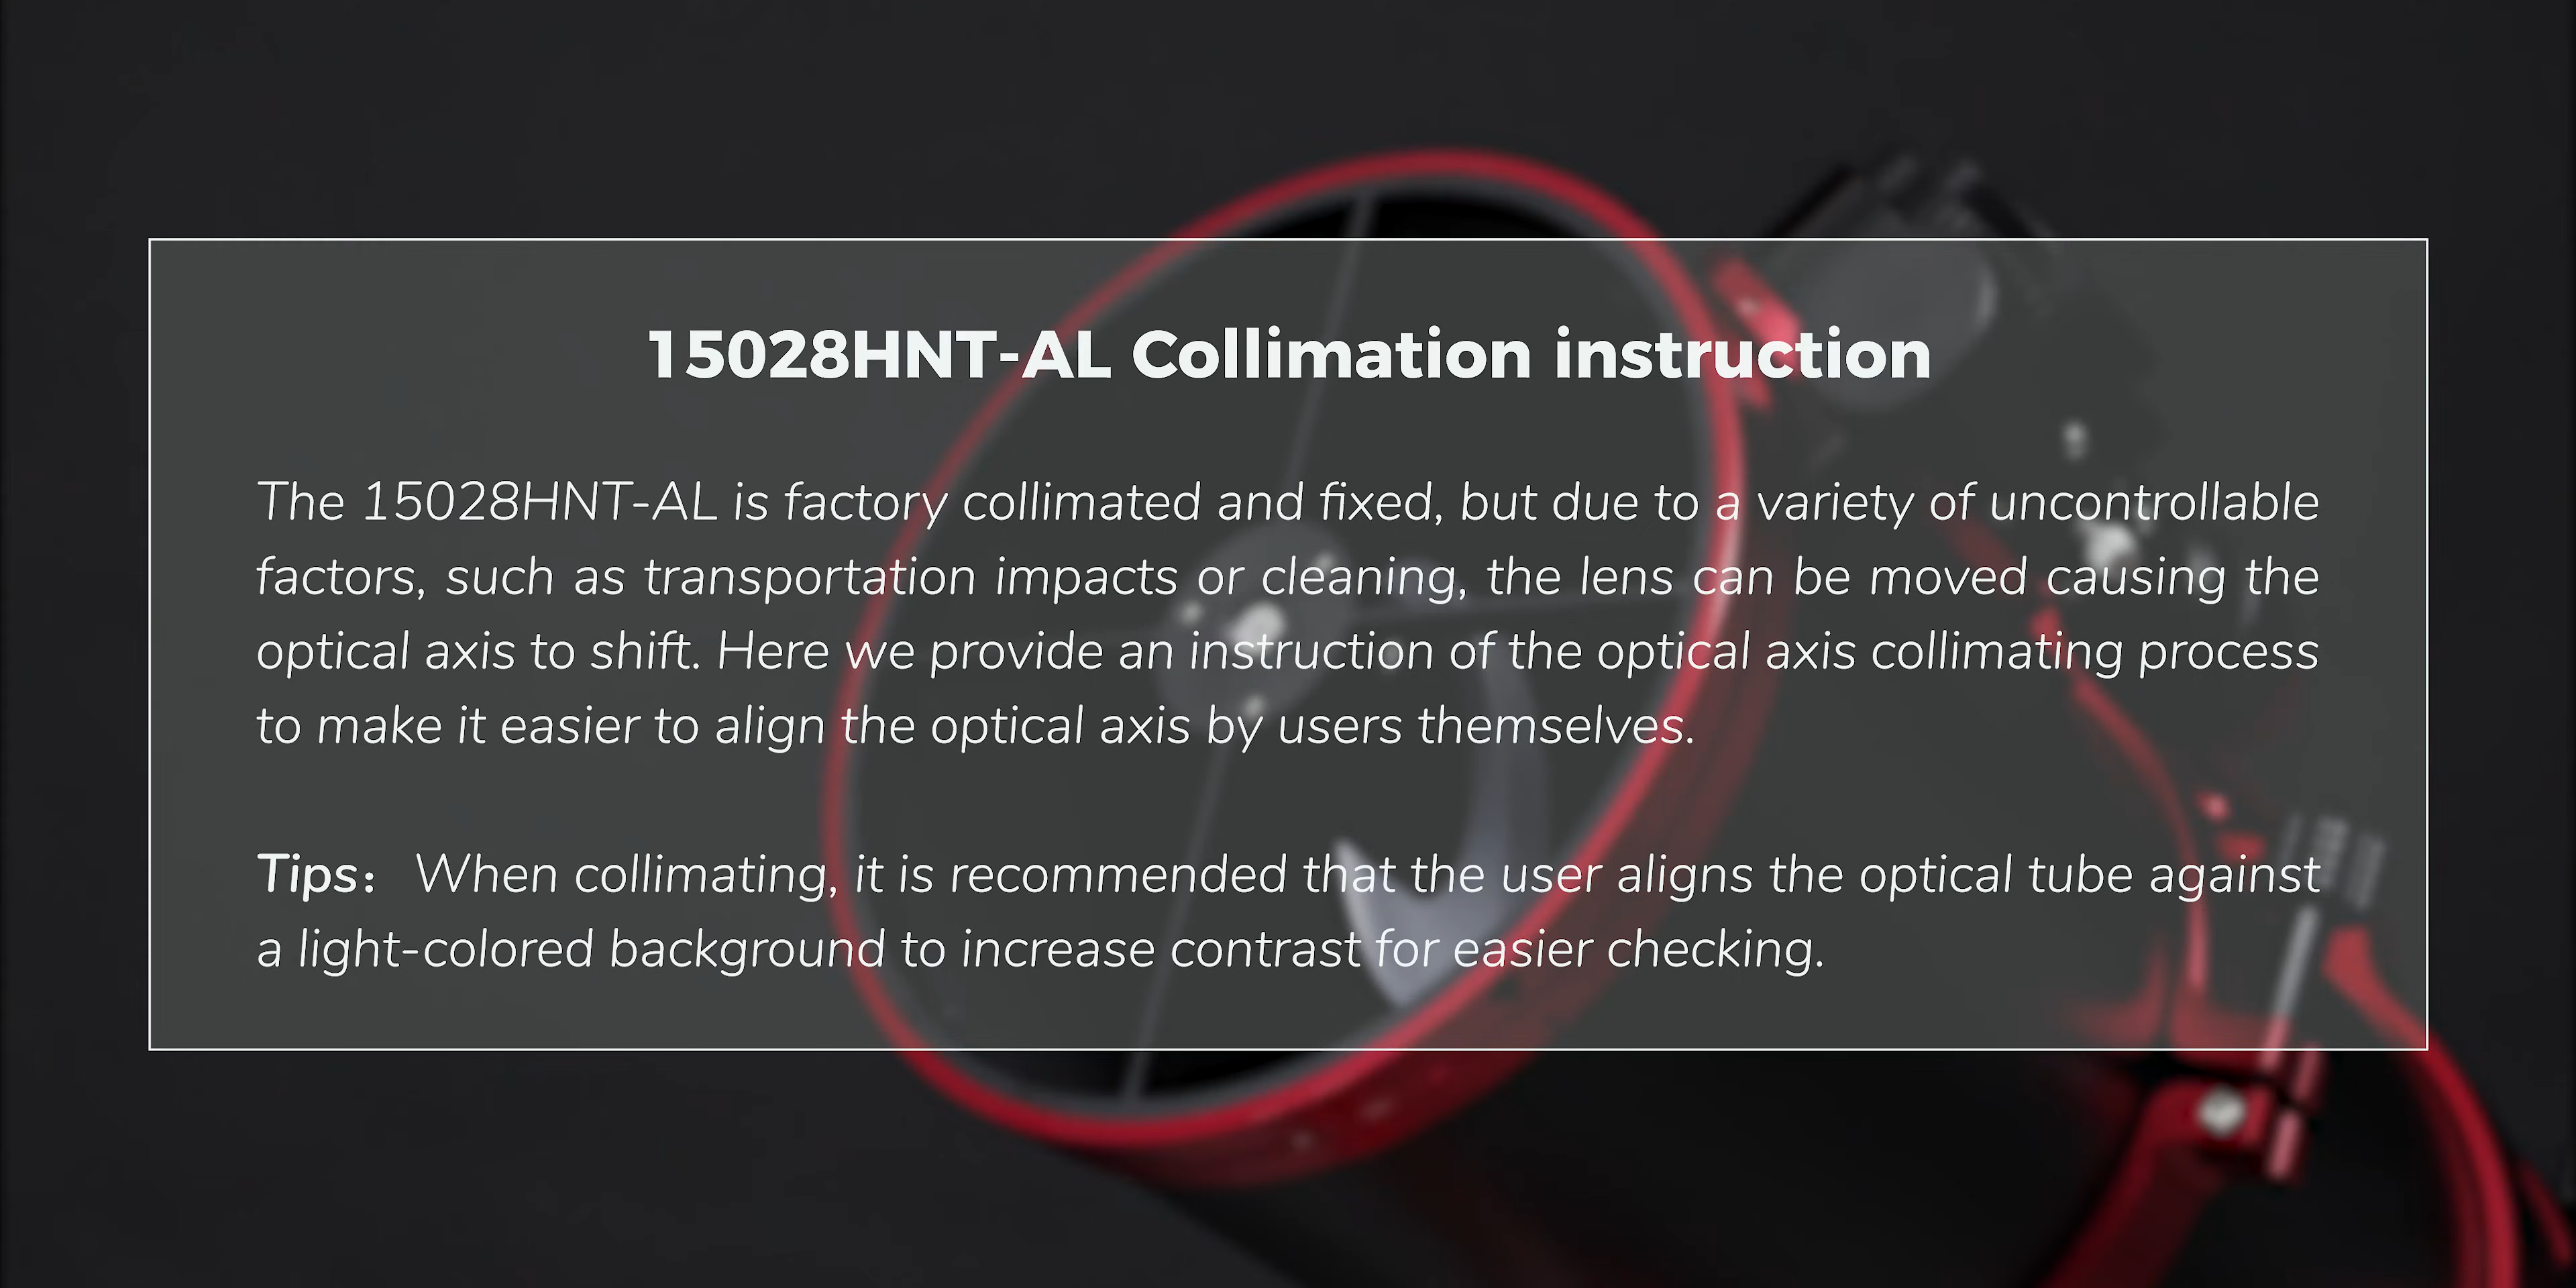 15028HNT-AL Collimation instruction
The 15028HNT-AL is factory collimated and fixed, but due to a variety of uncontrollable
factors, such as transportation impacts or cleaning, the lens can be moved causing the
optical axis to shift. Here we provide an instruction of the optical axis collimating process
to make it easier to align the optical axis by users themselves.
Tips： When collimating, it is recommended that the user aligns the optical tube against
a light-colored background to increase contrast for easier checking.